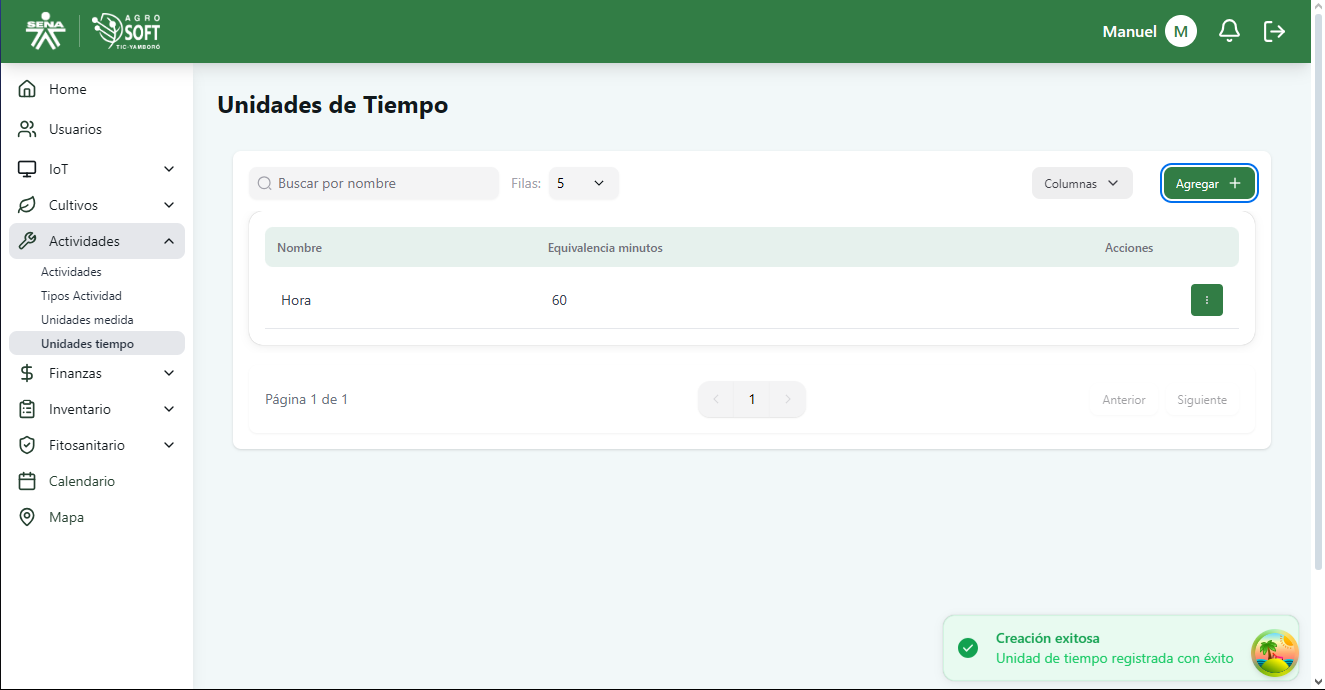 SENA
AGRO
SOFT
TIC-YAMBORÓ
Manuel
M
Home
Usuarios
IoT
Cultivos
Actividades
Actividades
Tipos Actividad
Unidades medida
Unidades tiempo
Finanzas
Inventario
Fitosanitario
Calendario
Mapa
Unidades de Tiempo
Buscar por nombre
Filas:
5
Columnas
Agregar
Nombre
Equivalencia minutos
Acciones
Hora
60
Página 1 de 1
1
Anterior
Siguiente
Creación exitosa
Unidad de tiempo registrada con éxito